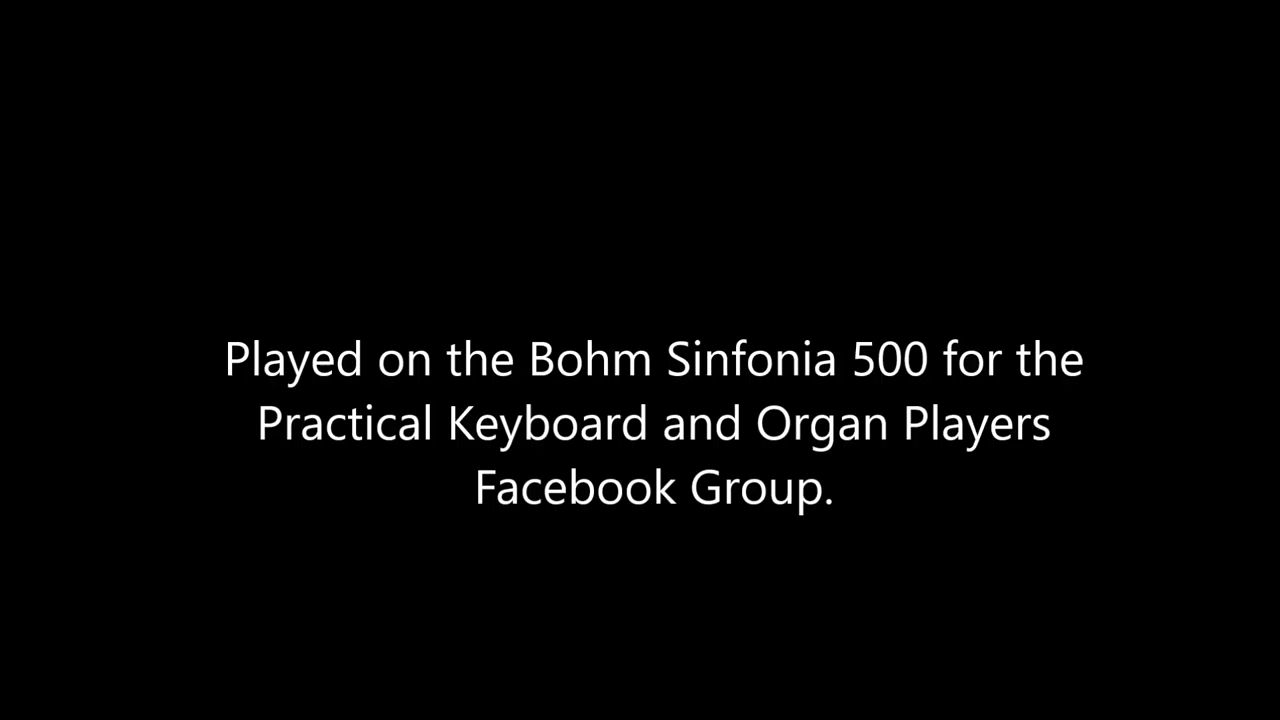 Played on the Bohm Sinfonia 500 for the
Practical Keyboard and Organ Players
Facebook Group.